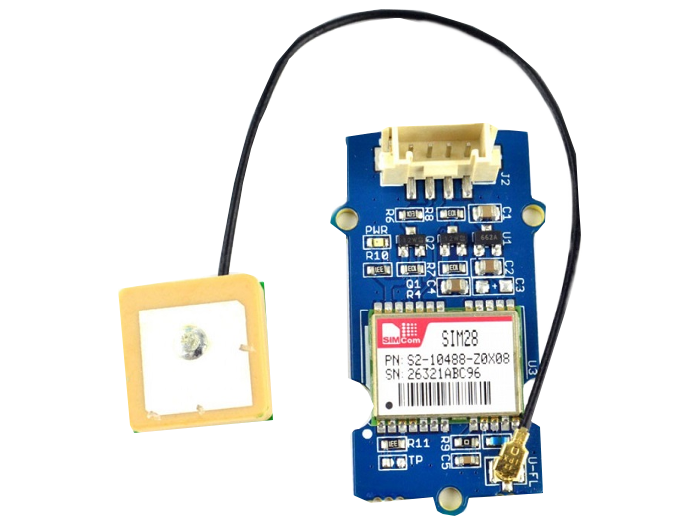 J2
R6
R8
C1
PWR
Q2
U1
R10
R7
C2
Q1
R4
C4
C3
SIMCom
SIM28
PN: S2-10488-Z0X08
SN: 26321ABC96
U3
R11
R9
TP
C5
U-FL